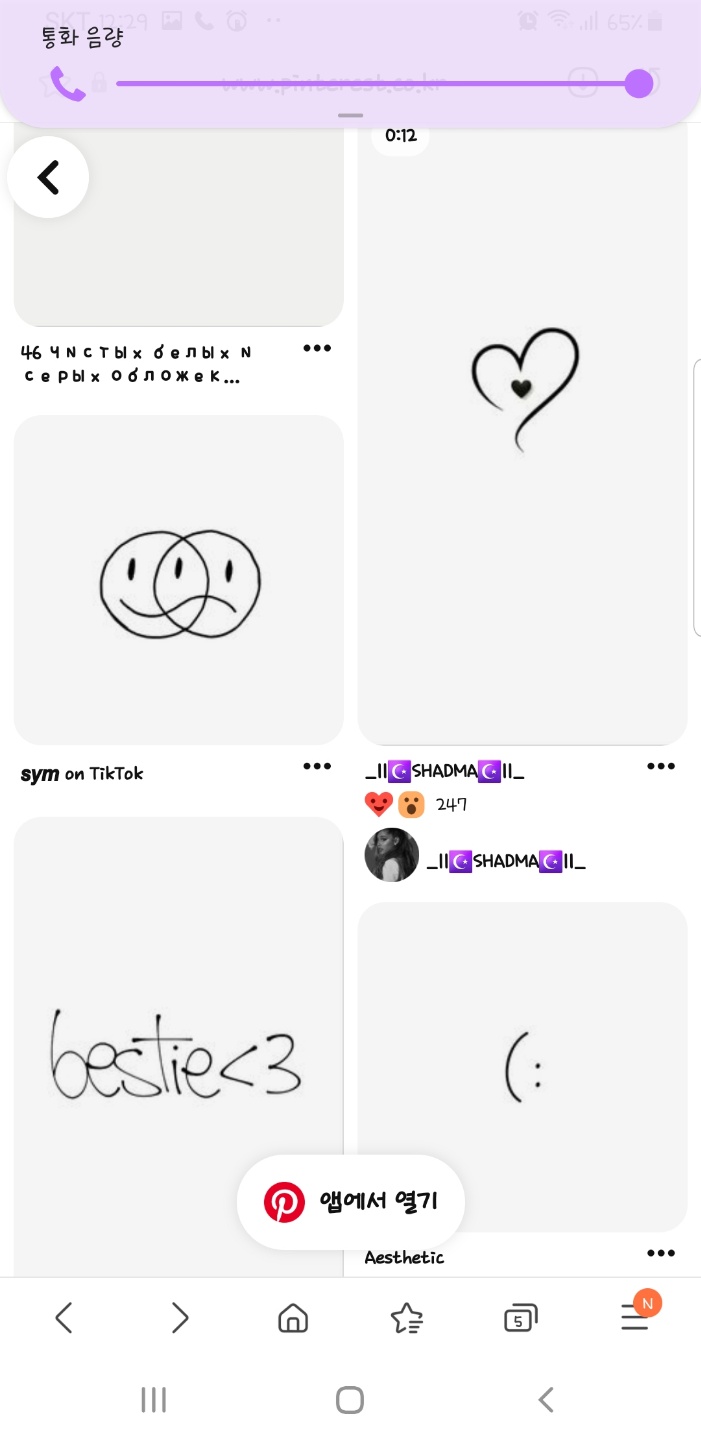 SKT 12:29
65%
통화 음량
www.pinterest.co.kr
0:12
46 чистых белых и
серых обложек...
sym on TikTok
_II☪SHADMA☪II_
247
_II☪SHADMA☪II_
bestie<3
(:
앱에서 열기
Aesthetic
5
N